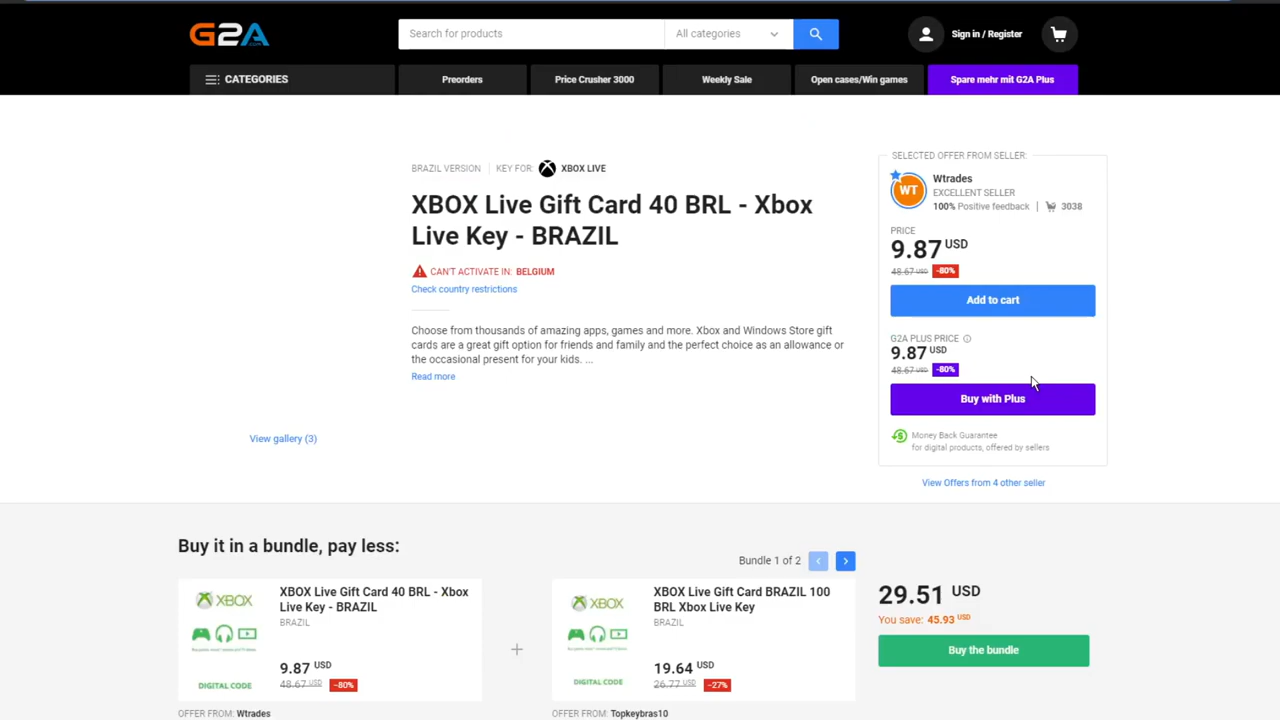 G2A
.COM
Search for products
All categories
Sign in / Register
CATEGORIES
Preorders
Price Crusher 3000
Weekly Sale
Open cases/Win games
Spare mehr mit G2A Plus
BRAZIL VERSION
KEY FOR:
XBOX LIVE
XBOX Live Gift Card 40 BRL - Xbox
Live Key - BRAZIL
CAN'T ACTIVATE IN: BELGIUM
Check country restrictions
Choose from thousands of amazing apps, games and more. Xbox and Windows Store gift
cards are a great gift option for friends and family and the perfect choice as an allowance or
the occasional present for your kids. ...
Read more
View gallery (3)
SELECTED OFFER FROM SELLER:
WT
Wtrades
EXCELLENT SELLER
100% Positive feedback | 3038
PRICE
9.87 USD
48.67 USD -80%
Add to cart
G2A PLUS PRICE
9.87 USD
48.67 USD -80%
Buy with Plus
Money Back Guarantee
for digital products, offered by sellers
View Offers from 4 other seller
Buy it in a bundle, pay less:
Bundle 1 of 2
XBOX
DIGITAL CODE
XBOX Live Gift Card 40 BRL - Xbox
Live Key - BRAZIL
BRAZIL
9.87 USD
48.67 USD -80%
OFFER FROM: Wtrades
+
XBOX
DIGITAL CODE
XBOX Live Gift Card BRAZIL 100
BRL Xbox Live Key
BRAZIL
19.64 USD
26.77 USD -27%
OFFER FROM: Topkeybras10
29.51 USD
You save: 45.93 USD
Buy the bundle